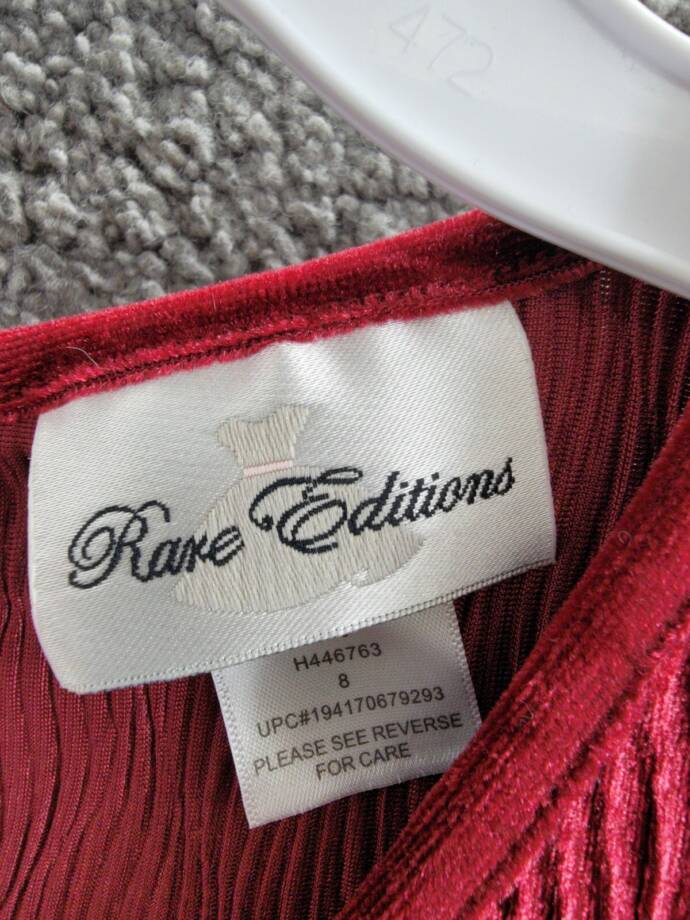 472
Rare Editions
H446763
8
UPC#194170679293
PLEASE SEE REVERSE
FOR CARE